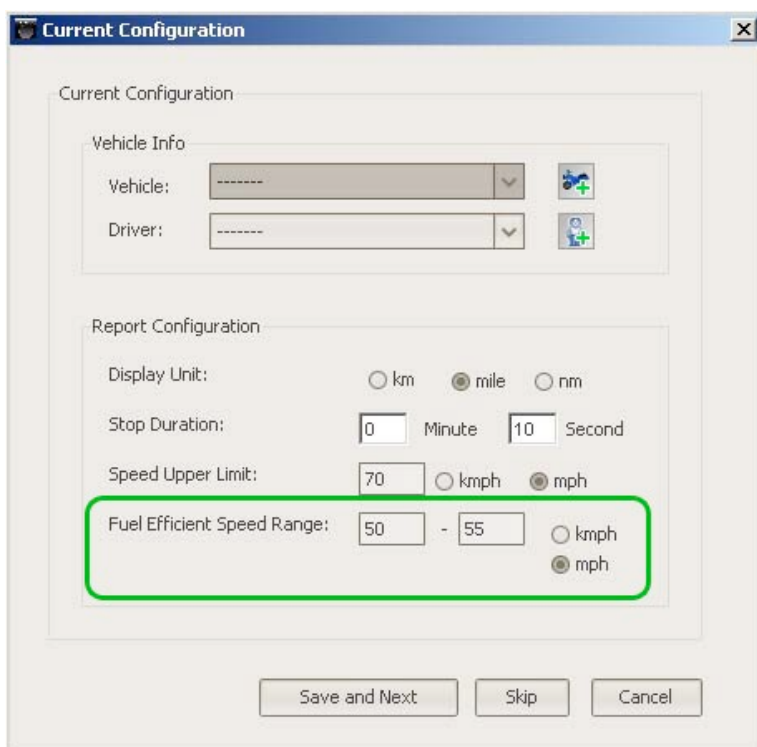 Current Configuration
Current Configuration
Vehicle Info
Vehicle: -------
Driver: -------
Report Configuration
Display Unit: km mile nm
Stop Duration: 0 Minute 10 Second
Speed Upper Limit: 70 kmph mph
Fuel Efficient Speed Range: 50 - 55 kmph
mph
Save and Next Skip Cancel